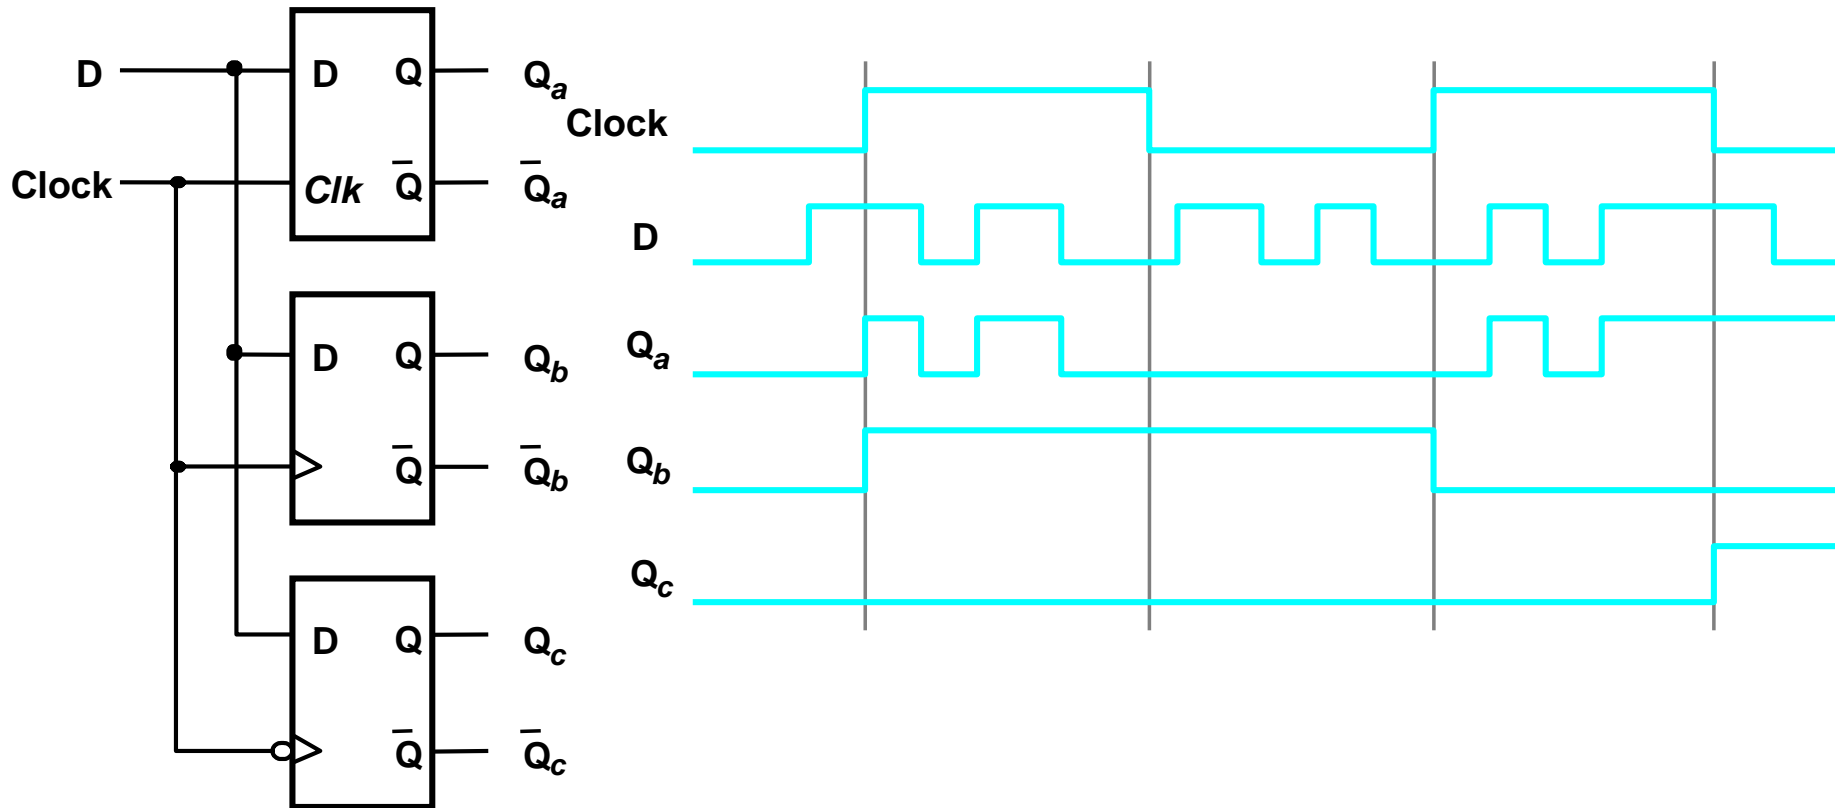 D D Q Qa
Clock Clk Q̅ Q̅a
D Q Qb
Q̅ Q̅b
D Q Qc
Q̅ Q̅c
Clock
D
Qa
Qb
Qc